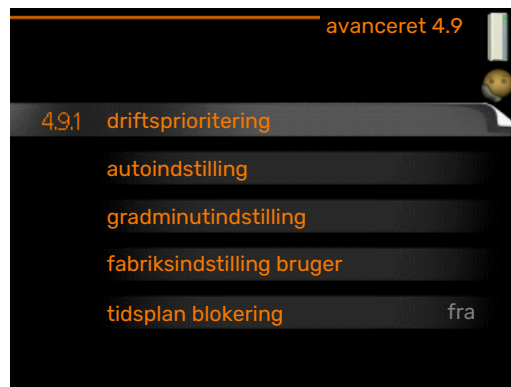 avanceret 4.9
4.9.1 driftsprioritering
autoindstilling
gradminutindstilling
fabriksindstilling bruger
tidsplan blokering fra